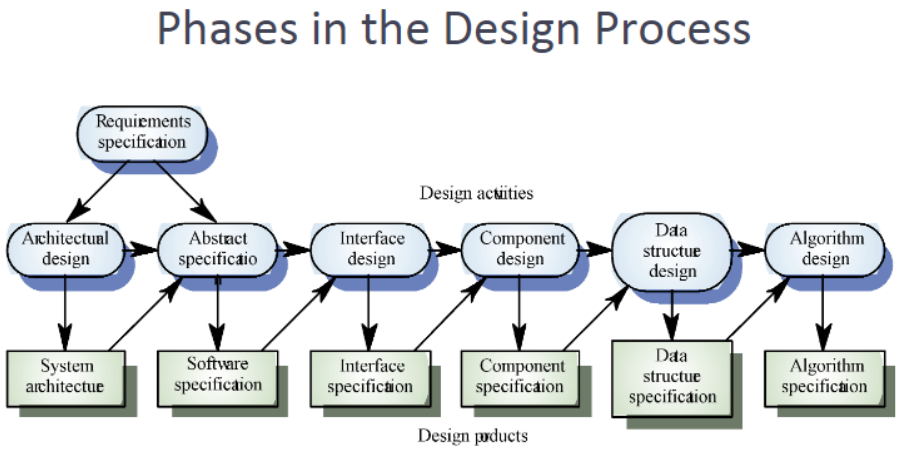 Phases in the Design Process
Requirements
specification
Design activities
Architectural
design
Abstract
specificatio
n
Interface
design
Component
design
Data
structure
design
Algorithm
design
System
architecture
Software
specification
Interface
specification
Component
specification
Data
structure
specification
Algorithm
specification
Design products